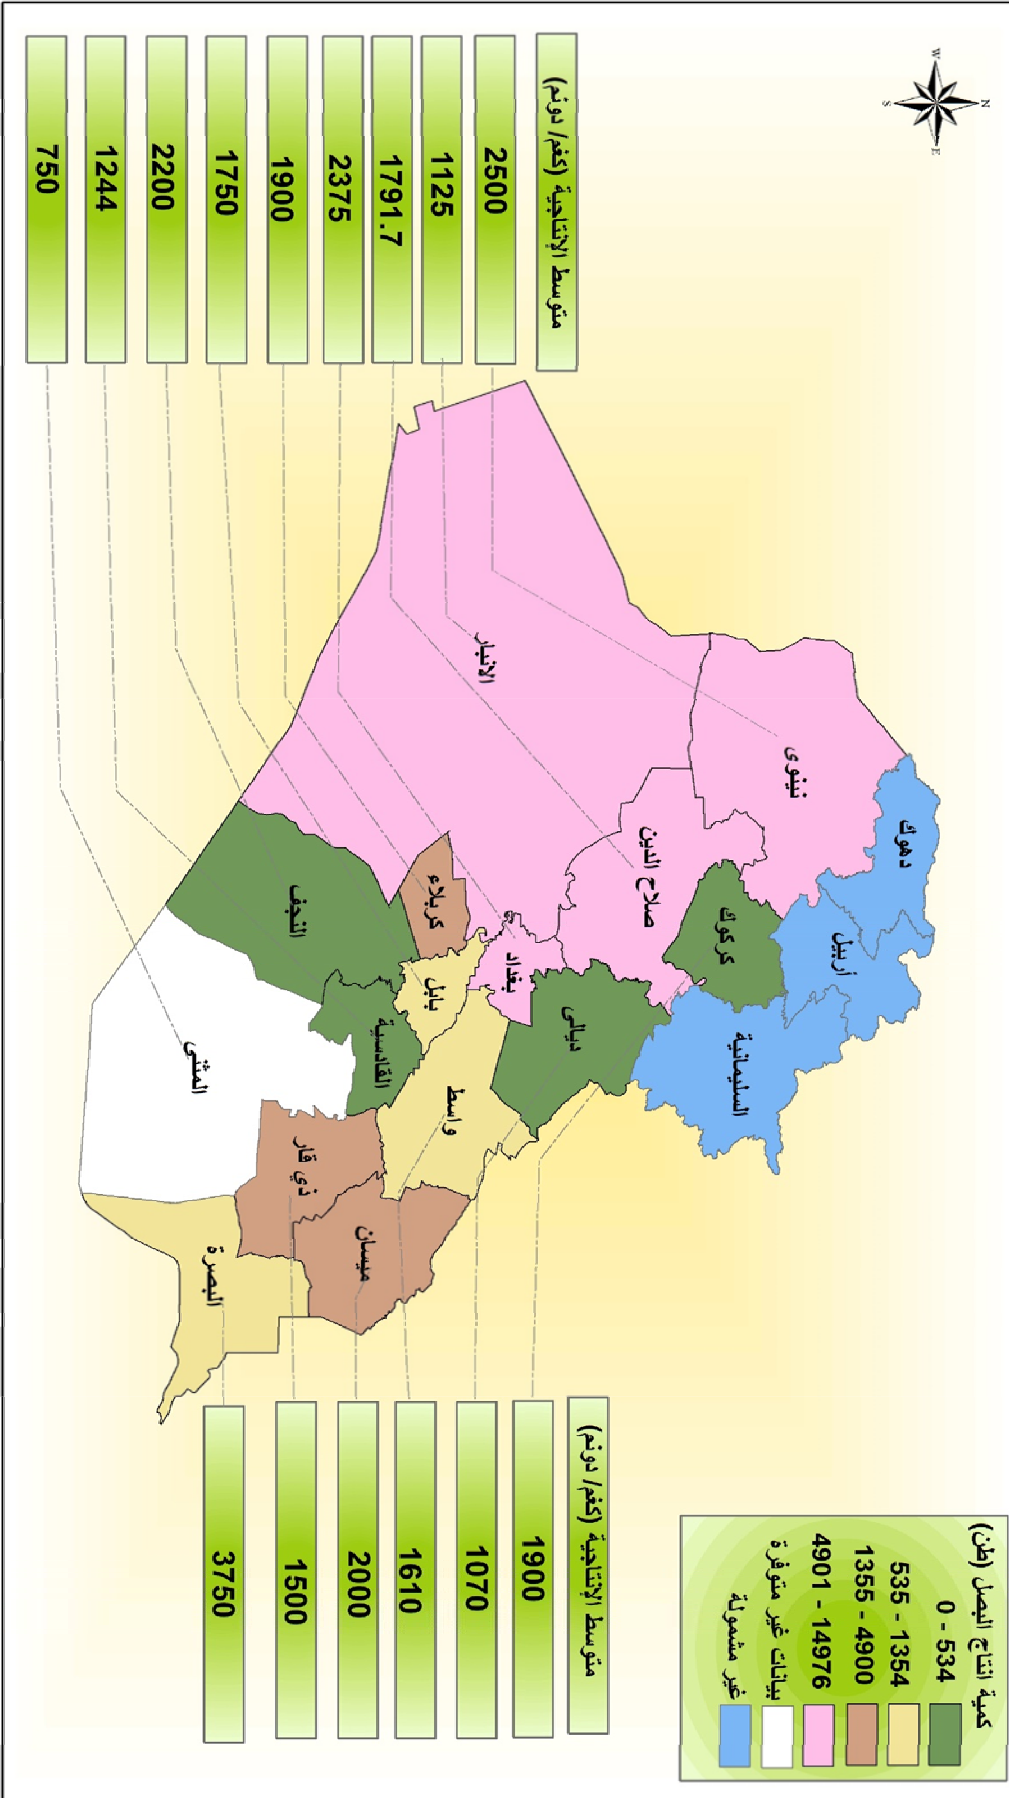 N
W
E
S
كمية انتاج البصل (طن)
0 - 534
535 - 1354
1355 - 4900
4901 - 14976
بيانات غير متوفرة
غير مشمولة
دهوك
أربيل
نينوى
السليمانية
كركوك
صلاح الدين
ديالى
الانبار
بغداد
كربلاء
بابل
واسط
النجف
القادسية
ميسان
ذي قار
المثنى
البصرة
متوسط الإنتاجية (كغم/ دونم)
2500
1125
1791.7
2375
1900
1750
2200
1244
750
متوسط الإنتاجية (كغم/ دونم)
1900
1070
1610
2000
1500
3750